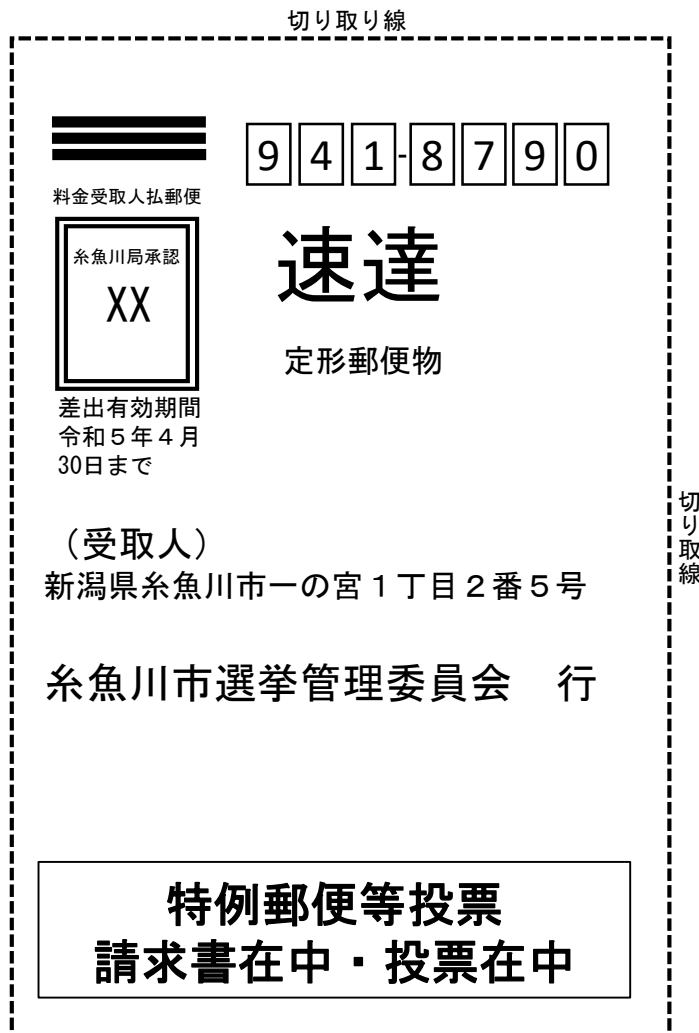 切り取り線
941-8790
料金受取人払郵便
糸魚川局承認
XX
速達
定形郵便物
差出有効期間
令和５年４月
30日まで
切り取線
（受取人）
新潟県糸魚川市一の宮１丁目２番５号
糸魚川市選挙管理委員会　行
特例郵便等投票
請求書在中・投票在中